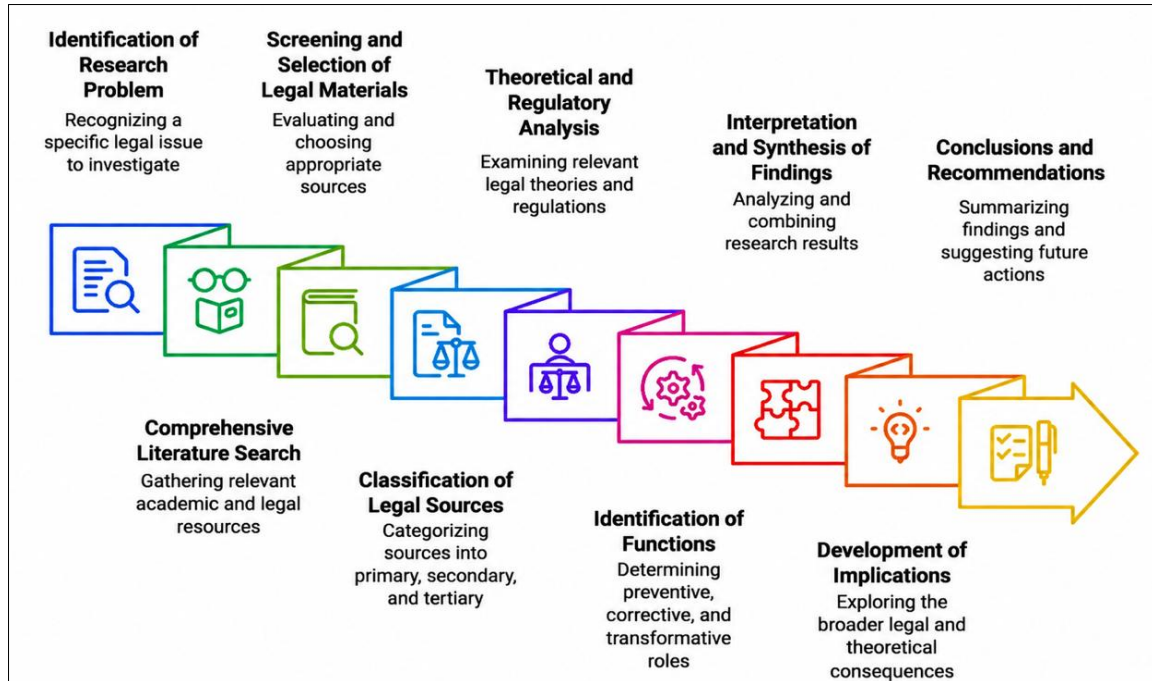 Identification of
Research
Problem
Recognizing a
specific legal issue
to investigate
Screening and
Selection of
Legal Materials
Evaluating and
choosing
appropriate
sources
Theoretical and
Regulatory
Analysis
Examining relevant
legal theories and
regulations
Interpretation
and Synthesis of
Findings
Analyzing and
combining
research results
Conclusions and
Recommendations
Summarizing
findings and
suggesting future
actions
Comprehensive
Literature Search
Gathering relevant
academic and legal
resources
Classification of
Legal Sources
Categorizing
sources into
primary, secondary,
and tertiary
Identification of
Functions
Determining
preventive,
corrective, and
transformative
roles
Development of
Implications
Exploring the
broader legal and
theoretical
consequences